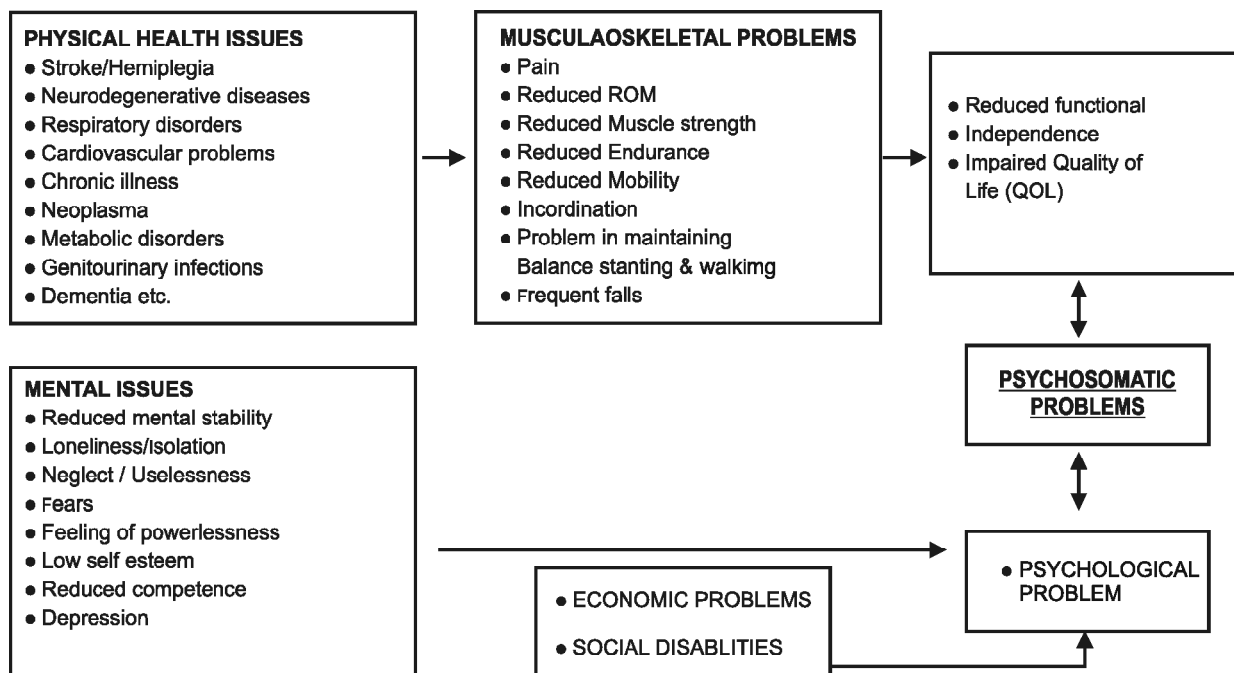 PHYSICAL HEALTH ISSUES
● Stroke/Hemiplegia
● Neurodegenerative diseases
● Respiratory disorders
● Cardiovascular problems
● Chronic illness
● Neoplasma
● Metabolic disorders
● Genitourinary infections
● Dementia etc.
MUSCULAOSKELETAL PROBLEMS
● Pain
● Reduced ROM
● Reduced Muscle strength
● Reduced Endurance
● Reduced Mobility
● Incordination
● Problem in maintaining
Balance stanting & walkimg
● Frequent falls
● Reduced functional
● Independence
● Impaired Quality of
Life (QOL)
PSYCHOSOMATIC
PROBLEMS
MENTAL ISSUES
● Reduced mental stability
● Loneliness/Isolation
● Neglect / Uselessness
● Fears
● Feeling of powerlessness
● Low self esteem
● Reduced competence
● Depression
● ECONOMIC PROBLEMS
● SOCIAL DISABLITIES
● PSYCHOLOGICAL
PROBLEM